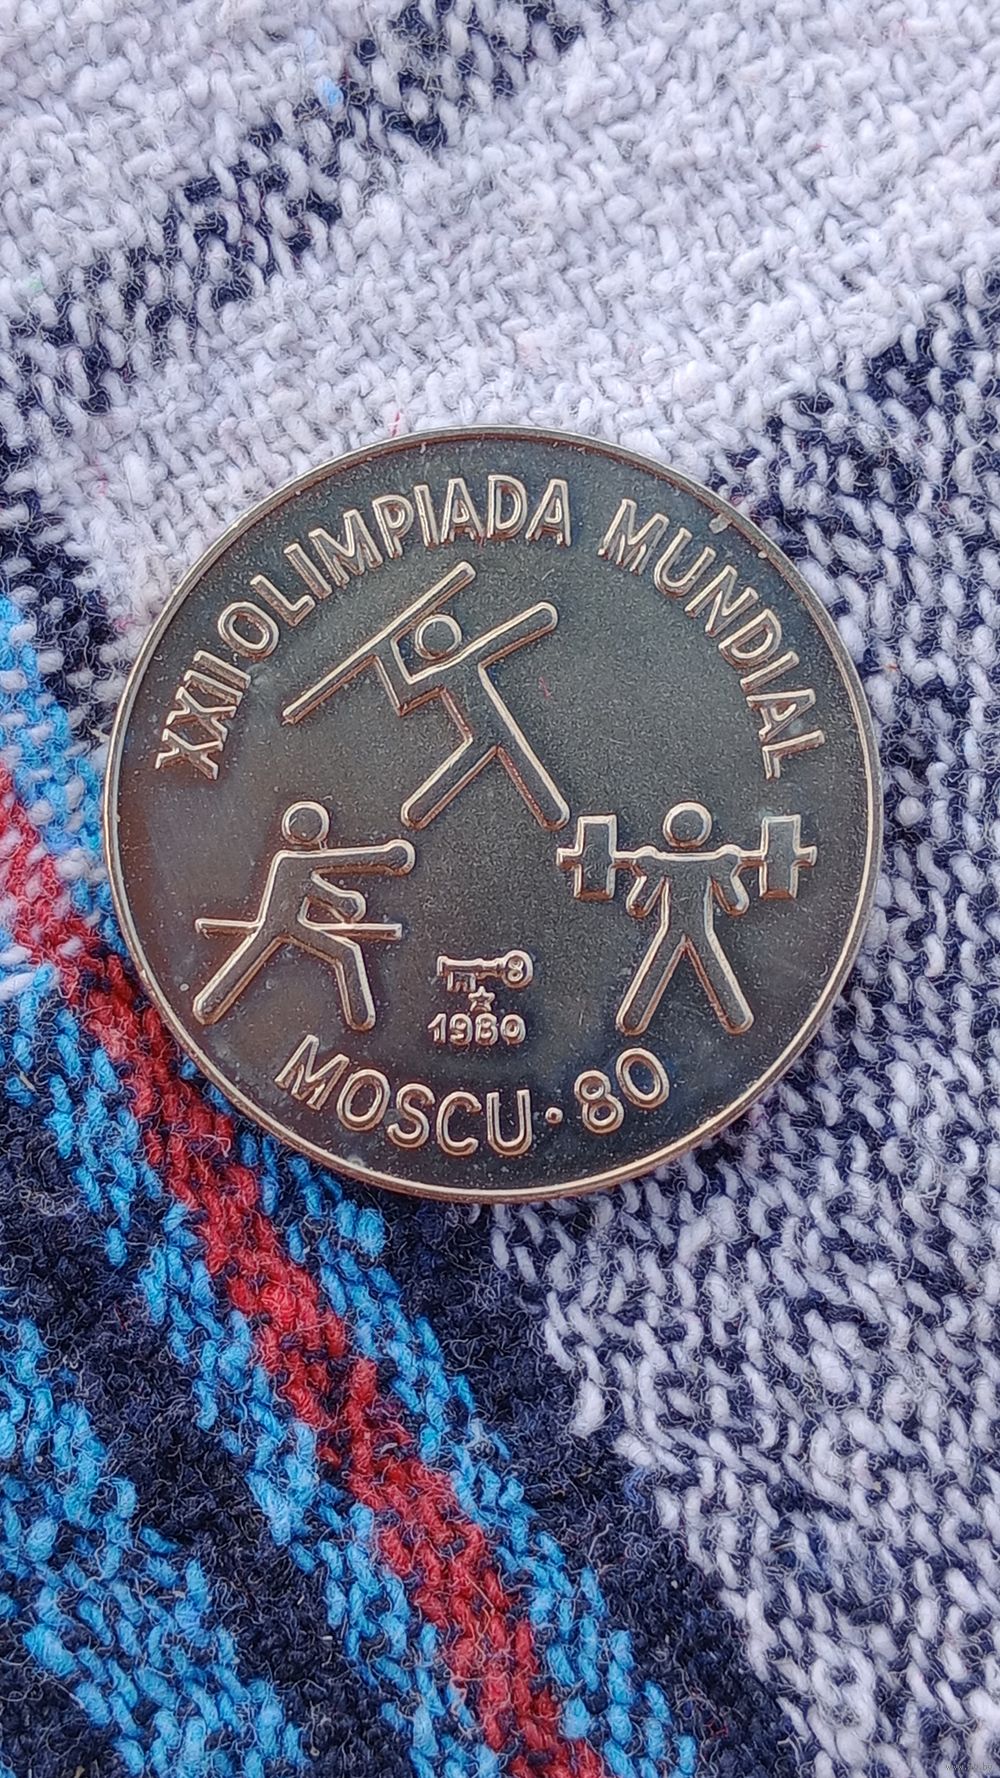 XXII OLIMPIADA MUNDIAL
1980
MOSCU · 80